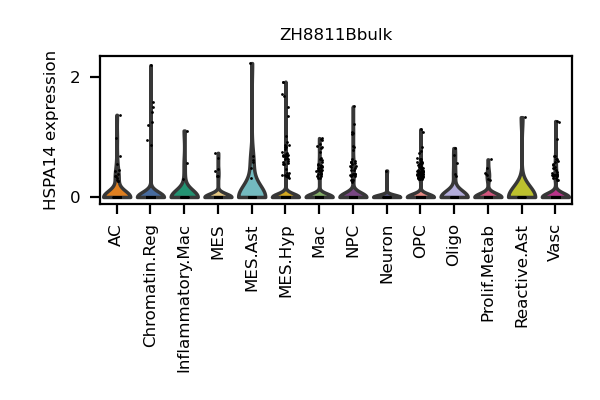 ZH8811Bbulk
HSPA14 expression
2
0
AC
Chromatin.Reg
Inflammatory.Mac
MES
MES.Ast
MES.Hyp
Mac
NPC
Neuron
OPC
Oligo
Prolif.Metab
Reactive.Ast
Vasc